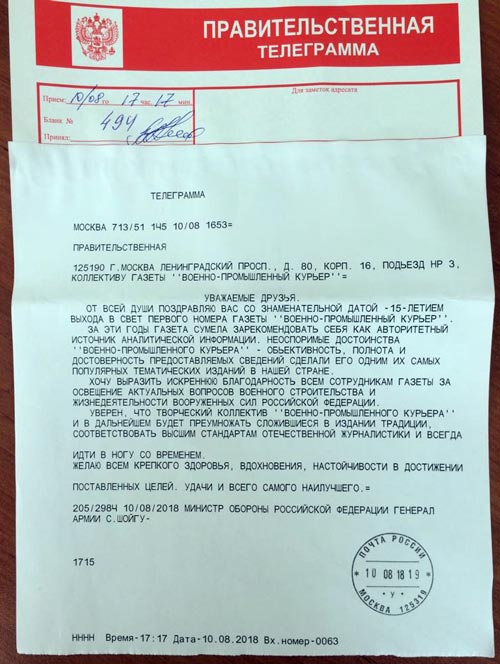 ПРАВИТЕЛЬСТВЕННАЯ
ТЕЛЕГРАММА
Прием: 10/08 го 17 час. 17 мин.
Бланк № 494
Принял:
Для заметок адресата
ТЕЛЕГРАММА
МОСКВА 713/51 1Ч5 10/08 1653=
ПРАВИТЕЛЬСТВЕННАЯ
125190 Г.МОСКВА ЛЕНИНГРАДСКИЙ ПРОСП., Д. 80, КОРП. 16, ПОДЬЕЗД НР 3,
КОЛЛЕКТИВУ ГАЗЕТЫ ''ВОЕННО-ПРОМЫШЛЕННЫЙ КУРЬЕР''=
УВАЖАЕМЫЕ ДРУЗЬЯ.
ОТ ВСЕЙ ДУШИ ПОЗДРАВЛЯЮ ВАС СО ЗНАМЕНАТЕЛЬНОЙ ДАТОЙ -15-ЛЕТИЕМ
ВЫХОДА В СВЕТ ПЕРВОГО НОМЕРА ГАЗЕТЫ ''ВОЕННО-ПРОМЫШЛЕННЫЙ КУРЬЕР''.
ЗА ЭТИ ГОДЫ ГАЗЕТА СУМЕЛА ЗАРЕКОМЕНДОВАТЬ СЕБЯ КАК АВТОРИТЕТНЫЙ
ИСТОЧНИК АНАЛИТИЧЕСКОЙ ИНФОРМАЦИИ. НЕОСПОРИМЫЕ ДОСТОИНСТВА
''ВОЕННО-ПРОМЫШЛЕННОГО КУРЬЕРА'' - ОБЬЕКТИВНОСТЬ, ПОЛНОТА И
ДОСТОВЕРНОСТЬ ПРЕДОСТАВЛЯЕМЫХ СВЕДЕНИЙ СДЕЛАЛИ ЕГО ОДНИМ ИХ САМЫХ
ПОПУЛЯРНЫХ ТЕМАТИЧЕСКИХ ИЗДАНИЙ В НАШЕЙ СТРАНЕ.
ХОЧУ ВЫРАЗИТЬ ИСКРЕННЮЮ БЛАГОДАРНОСТЬ ВСЕМ СОТРУДНИКАМ ГАЗЕТЫ ЗА
ОСВЕЩЕНИЕ АКТУАЛЬНЫХ ВОПРОСОВ ВОЕННОГО СТРОИТЕЛЬСТВА И
ЖИЗНЕДЕЯТЕЛЬНОСТИ ВООРУЖЕННЫХ СИЛ РОССИЙСКОЙ ФЕДЕРАЦИИ.
УВЕРЕН, ЧТО ТВОРЧЕСКИЙ КОЛЛЕКТИВ ''ВОЕННО-ПРОМЫШЛЕННОГО КУРЬЕРА''
И В ДАЛЬНЕЙШЕМ БУДЕТ ПРЕУМНОЖАТЬ СЛОЖИВШИЕСЯ В ИЗДАНИИ ТРАДИЦИИ,
СООТВЕТСТВОВАТЬ ВЫСШИМ СТАНДАРТАМ ОТЕЧЕСТВЕННОЙ ЖУРНАЛИСТИКИ И ВСЕГДА
ИДТИ В НОГУ СО ВРЕМЕНЕМ.
ЖЕЛАЮ ВСЕМ КРЕПКОГО ЗДОРОВЬЯ, ВДОХНОВЕНИЯ, НАСТОЙЧИВОСТИ В ДОСТИЖЕНИИ
ПОСТАВЛЕННЫХ ЦЕЛЕЙ. УДАЧИ И ВСЕГО САМОГО НАИЛУЧШЕГО.=
205/298Ч 10/08/2018 МИНИСТР ОБОРОНЫ РОССИЙСКОЙ ФЕДЕРАЦИИ ГЕНЕРАЛ
АРМИИ С.ШОЙГУ-
1715
ПОЧТА РОССИИ
* 10 08 18 19 *
· У ·
МОСКВА 125319
НННН Время-17:17 Дата-10.08.2018 Вх.номер-0063